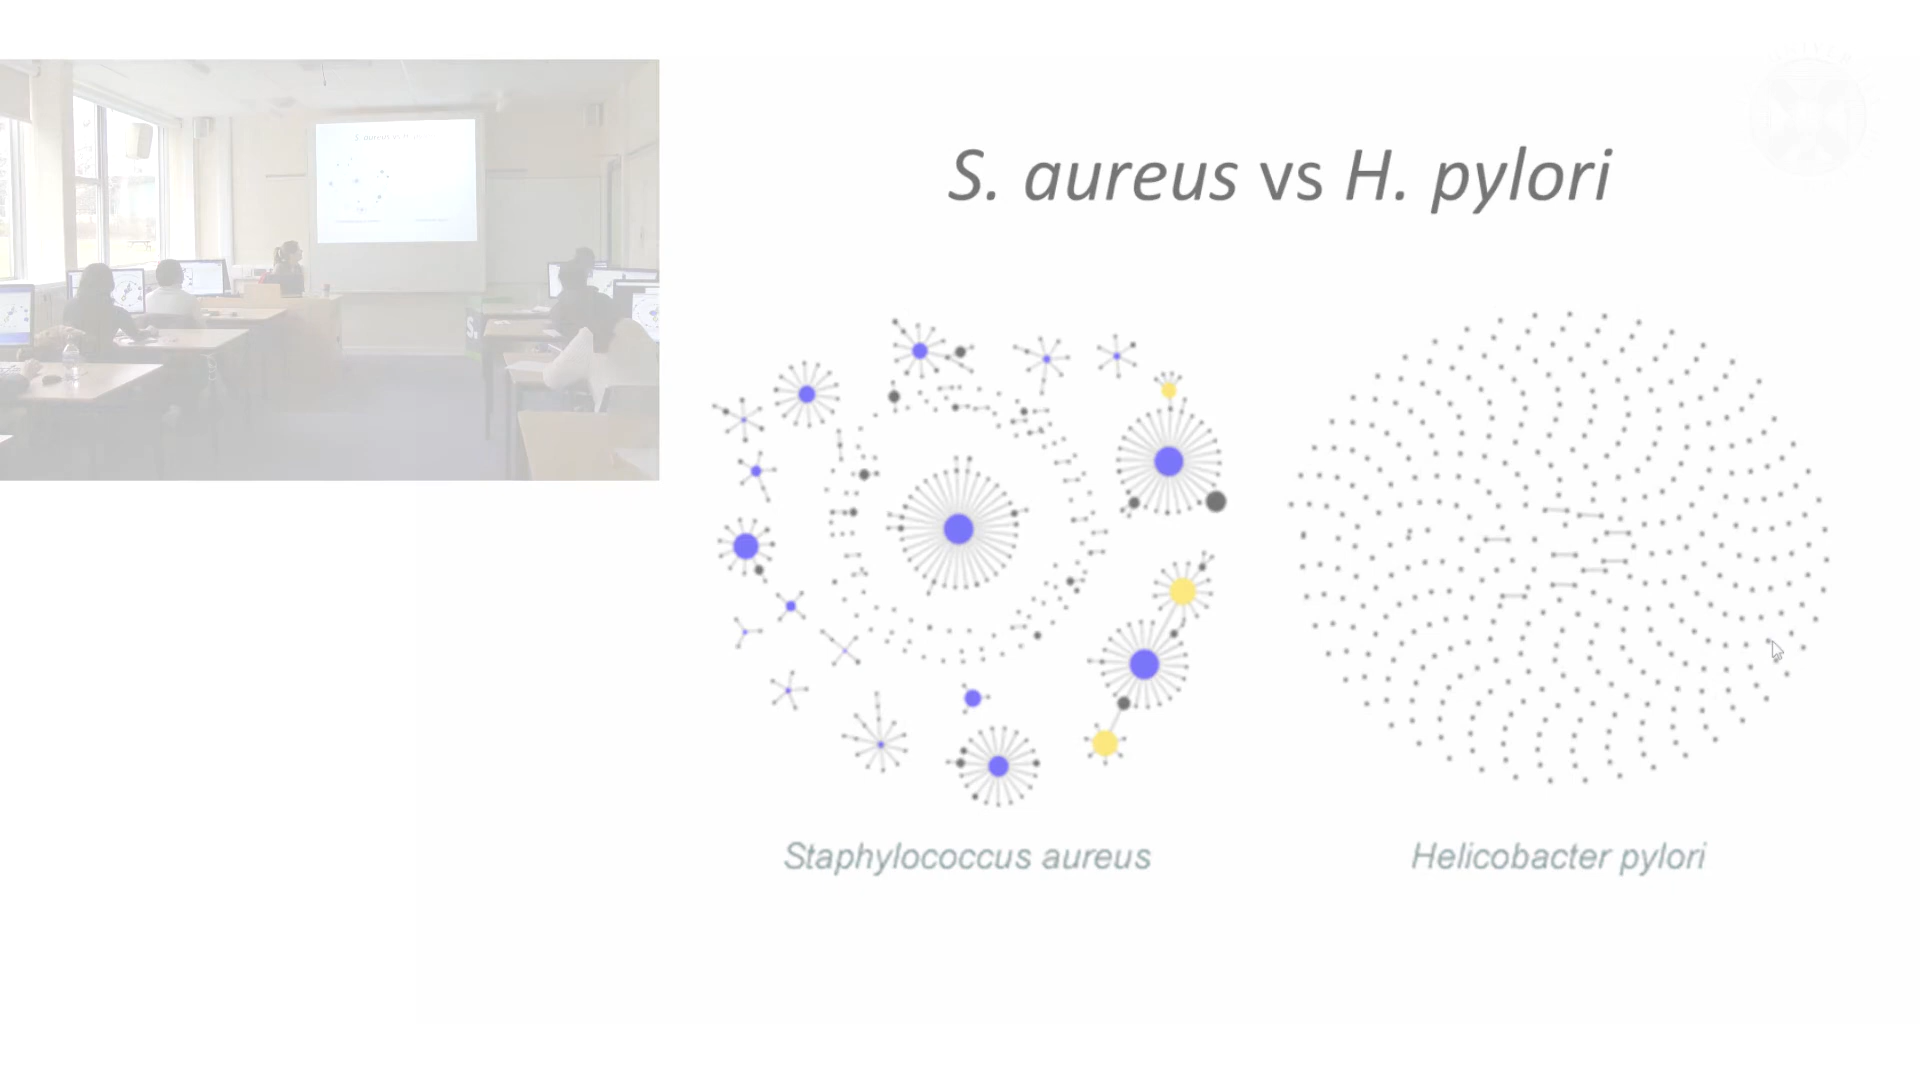 S. aureus vs H. pylori
Staphylococcus aureus
Helicobacter pylori